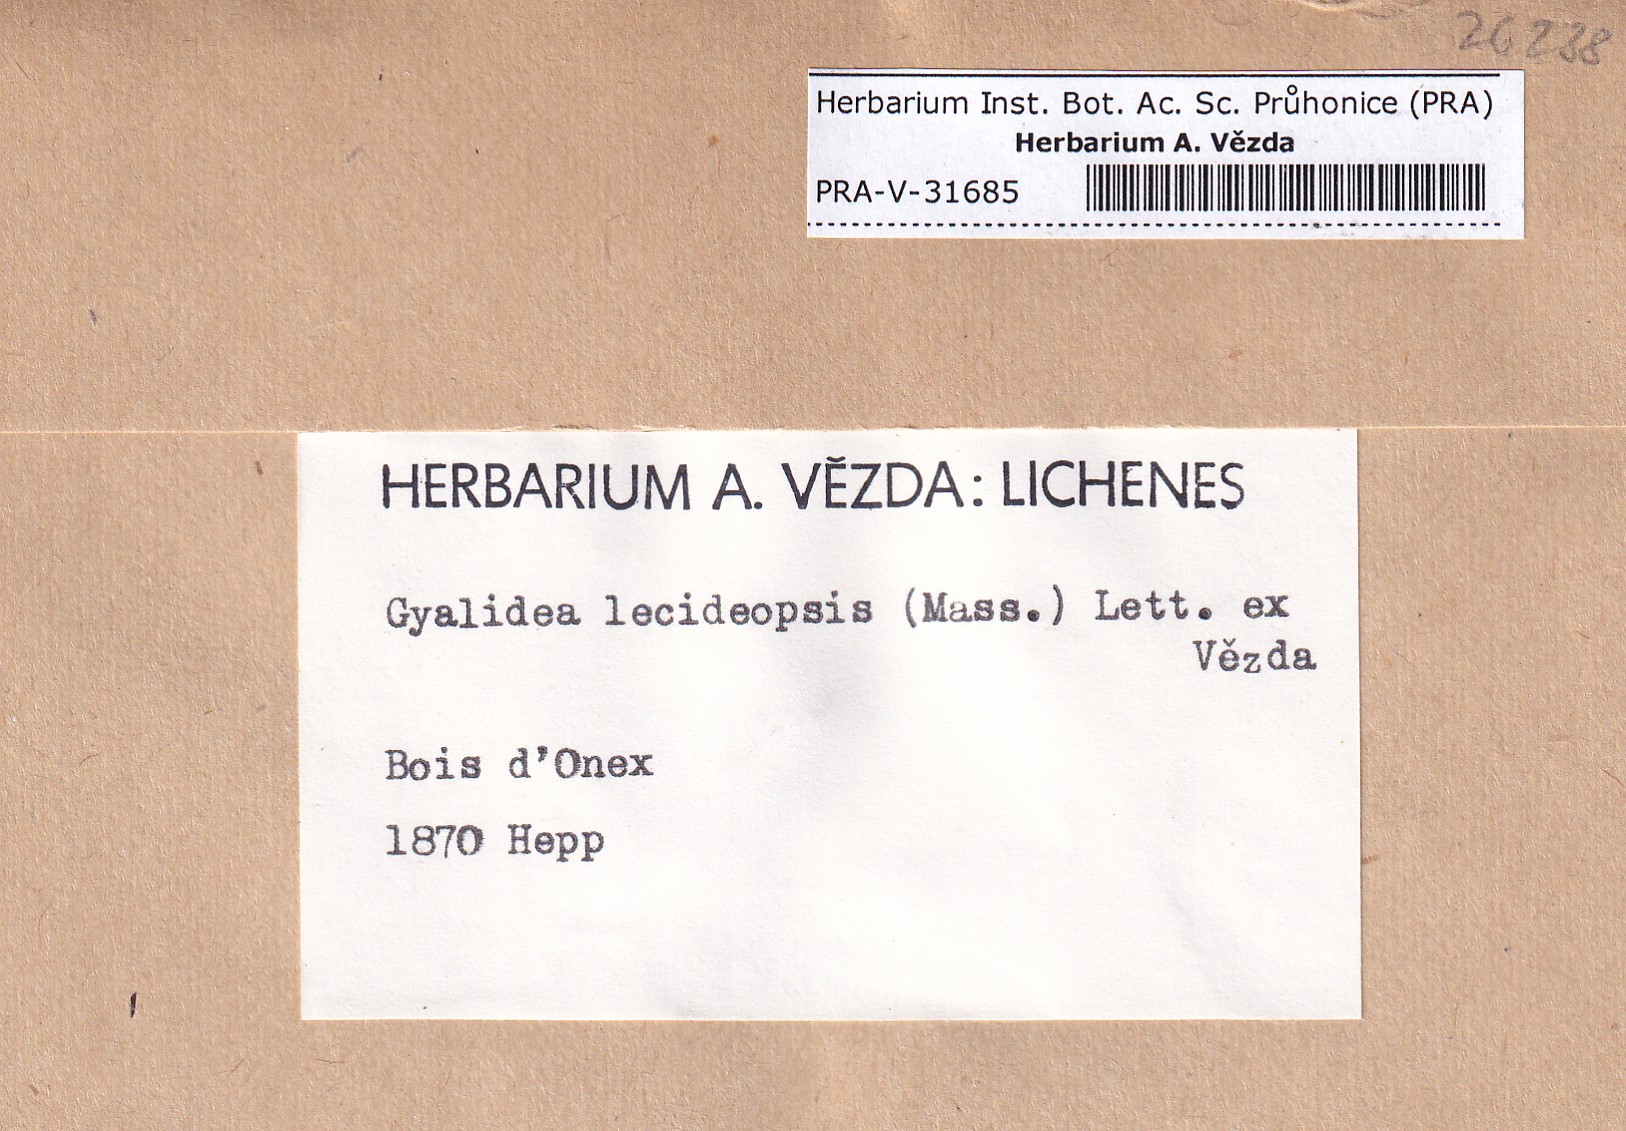 26238
Herbarium Inst. Bot. Ac. Sc. Průhonice (PRA)
Herbarium A. Vězda
PRA-V-31685
HERBARIUM A. VĚZDA: LICHENES
Gyalidea lecideopsis (Mass.) Lett. ex
Vězda
Bois d'Onex
1870 Hepp